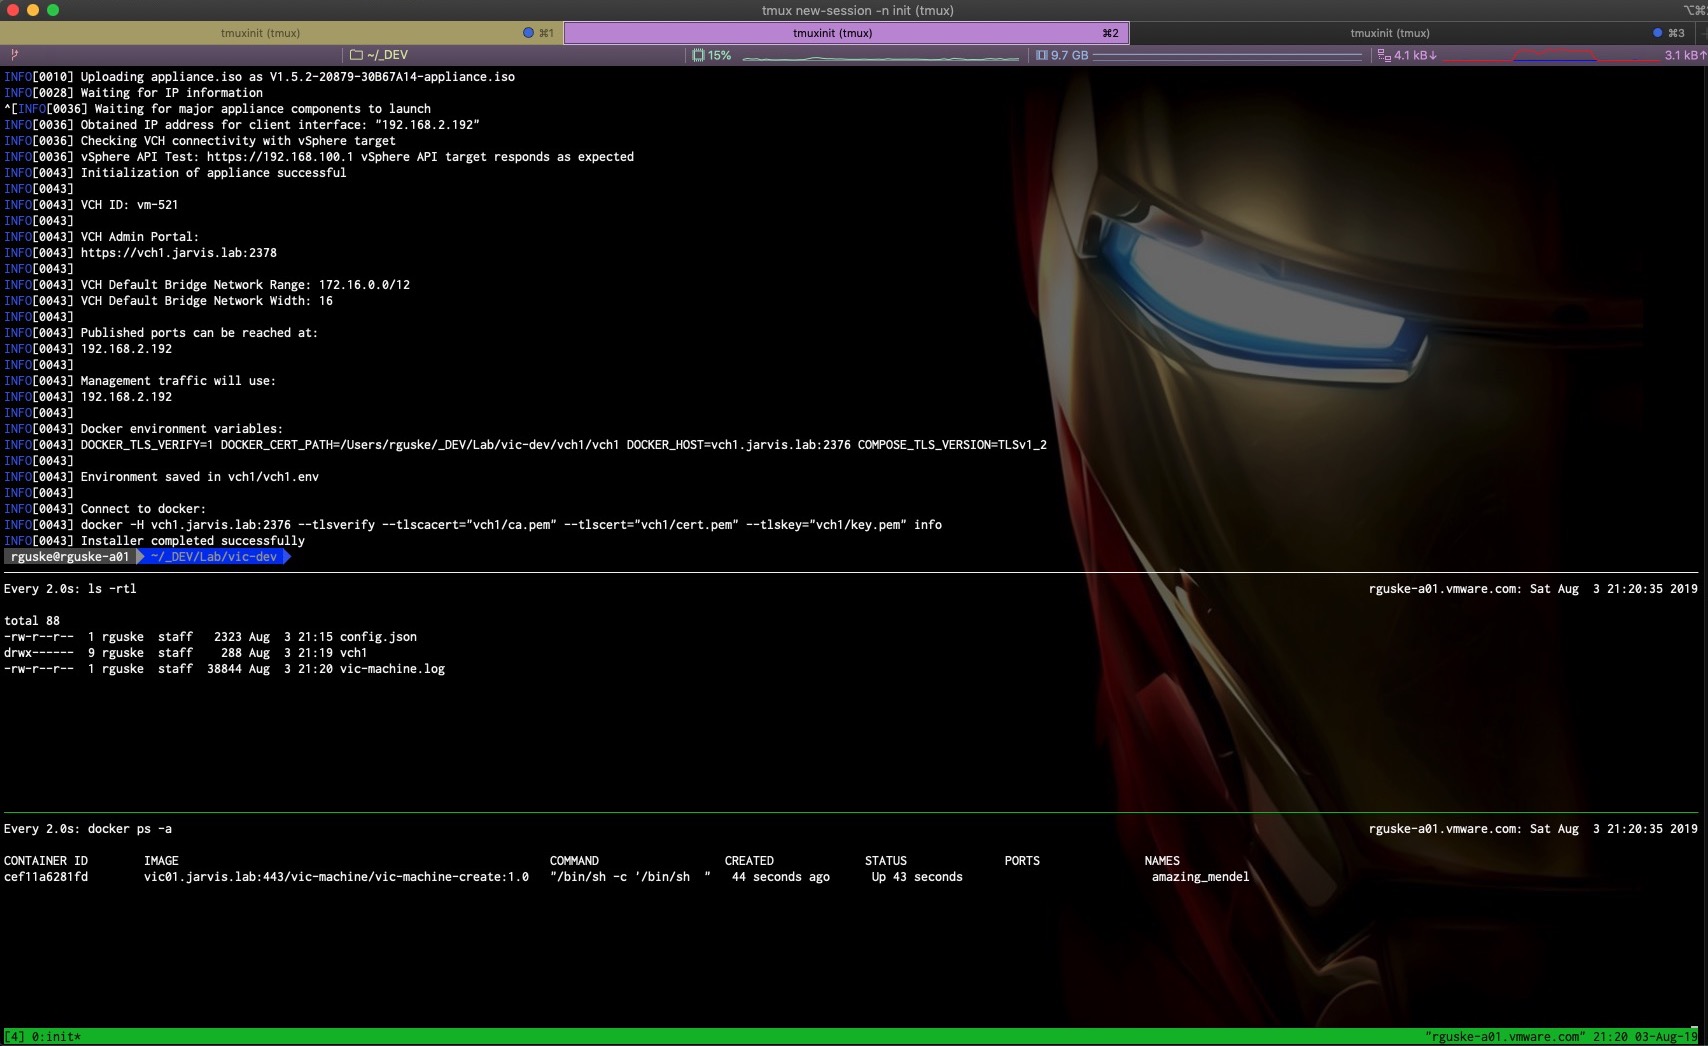 tmux new-session -n init (tmux)
⌥⌘
tmuxinit (tmux) ⌘1
tmuxinit (tmux) ⌘2
tmuxinit (tmux) ⌘3
~/_DEV 15% 9.7 GB 4.1 kB↓ 3.1 kB↑
INFO[0010] Uploading appliance.iso as V1.5.2-20879-30B67A14-appliance.iso
INFO[0028] Waiting for IP information
^[INFO[0036] Waiting for major appliance components to launch
INFO[0036] Obtained IP address for client interface: "192.168.2.192"
INFO[0036] Checking VCH connectivity with vSphere target
INFO[0036] vSphere API Test: https://192.168.100.1 vSphere API target responds as expected
INFO[0043] Initialization of appliance successful
INFO[0043]
INFO[0043] VCH ID: vm-521
INFO[0043]
INFO[0043] VCH Admin Portal:
INFO[0043] https://vch1.jarvis.lab:2378
INFO[0043]
INFO[0043] VCH Default Bridge Network Range: 172.16.0.0/12
INFO[0043] VCH Default Bridge Network Width: 16
INFO[0043]
INFO[0043] Published ports can be reached at:
INFO[0043] 192.168.2.192
INFO[0043]
INFO[0043] Management traffic will use:
INFO[0043] 192.168.2.192
INFO[0043]
INFO[0043] Docker environment variables:
INFO[0043] DOCKER_TLS_VERIFY=1 DOCKER_CERT_PATH=/Users/rguske/_DEV/Lab/vic-dev/vch1/vch1 DOCKER_HOST=vch1.jarvis.lab:2376 COMPOSE_TLS_VERSION=TLSv1_2
INFO[0043]
INFO[0043] Environment saved in vch1/vch1.env
INFO[0043]
INFO[0043] Connect to docker:
INFO[0043] docker -H vch1.jarvis.lab:2376 --tlsverify --tlscacert="vch1/ca.pem" --tlscert="vch1/cert.pem" --tlskey="vch1/key.pem" info
INFO[0043] Installer completed successfully
rguske@rguske-a01 ~/_DEV/Lab/vic-dev
Every 2.0s: ls -rtl rguske-a01.vmware.com: Sat Aug  3 21:20:35 2019
total 88
-rw-r--r--  1 rguske  staff   2323 Aug  3 21:15 config.json
drwx------  9 rguske  staff    288 Aug  3 21:19 vch1
-rw-r--r--  1 rguske  staff  38844 Aug  3 21:20 vic-machine.log
Every 2.0s: docker ps -a rguske-a01.vmware.com: Sat Aug  3 21:20:35 2019
CONTAINER ID IMAGE COMMAND CREATED STATUS PORTS NAMES
cef11a6281fd vic01.jarvis.lab:443/vic-machine/vic-machine-create:1.0 "/bin/sh -c '/bin/sh  " 44 seconds ago Up 43 seconds amazing_mendel
[4] 0:init* "rguske-a01.vmware.com" 21:20 03-Aug-19